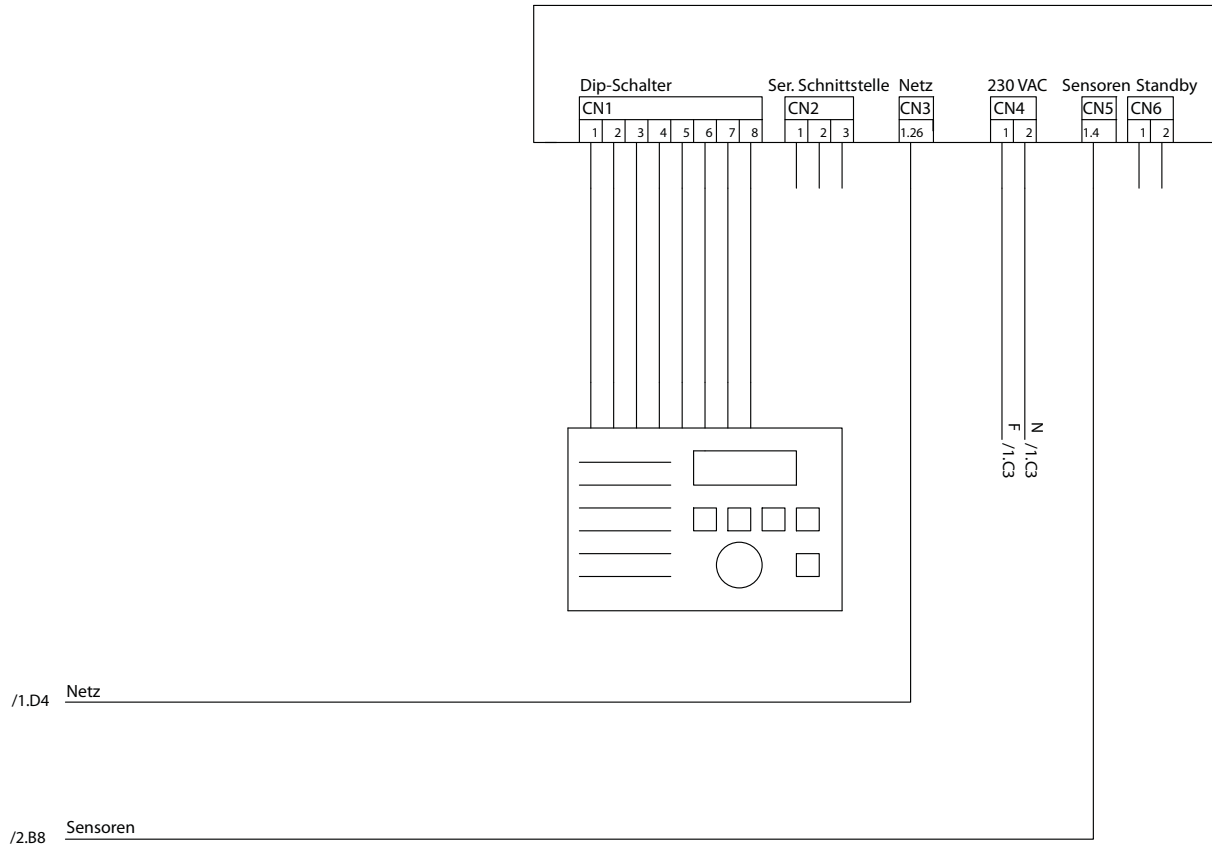 Dip-Schalter Ser. Schnittstelle Netz 230 VAC Sensoren Standby
CN1 CN2 CN3 CN4 CN5 CN6
1 2 3 4 5 6 7 8 1 2 3 1.26 1 2 1.4 1 2
F /1.C3
N /1.C3
/1.D4 Netz
/2.B8 Sensoren